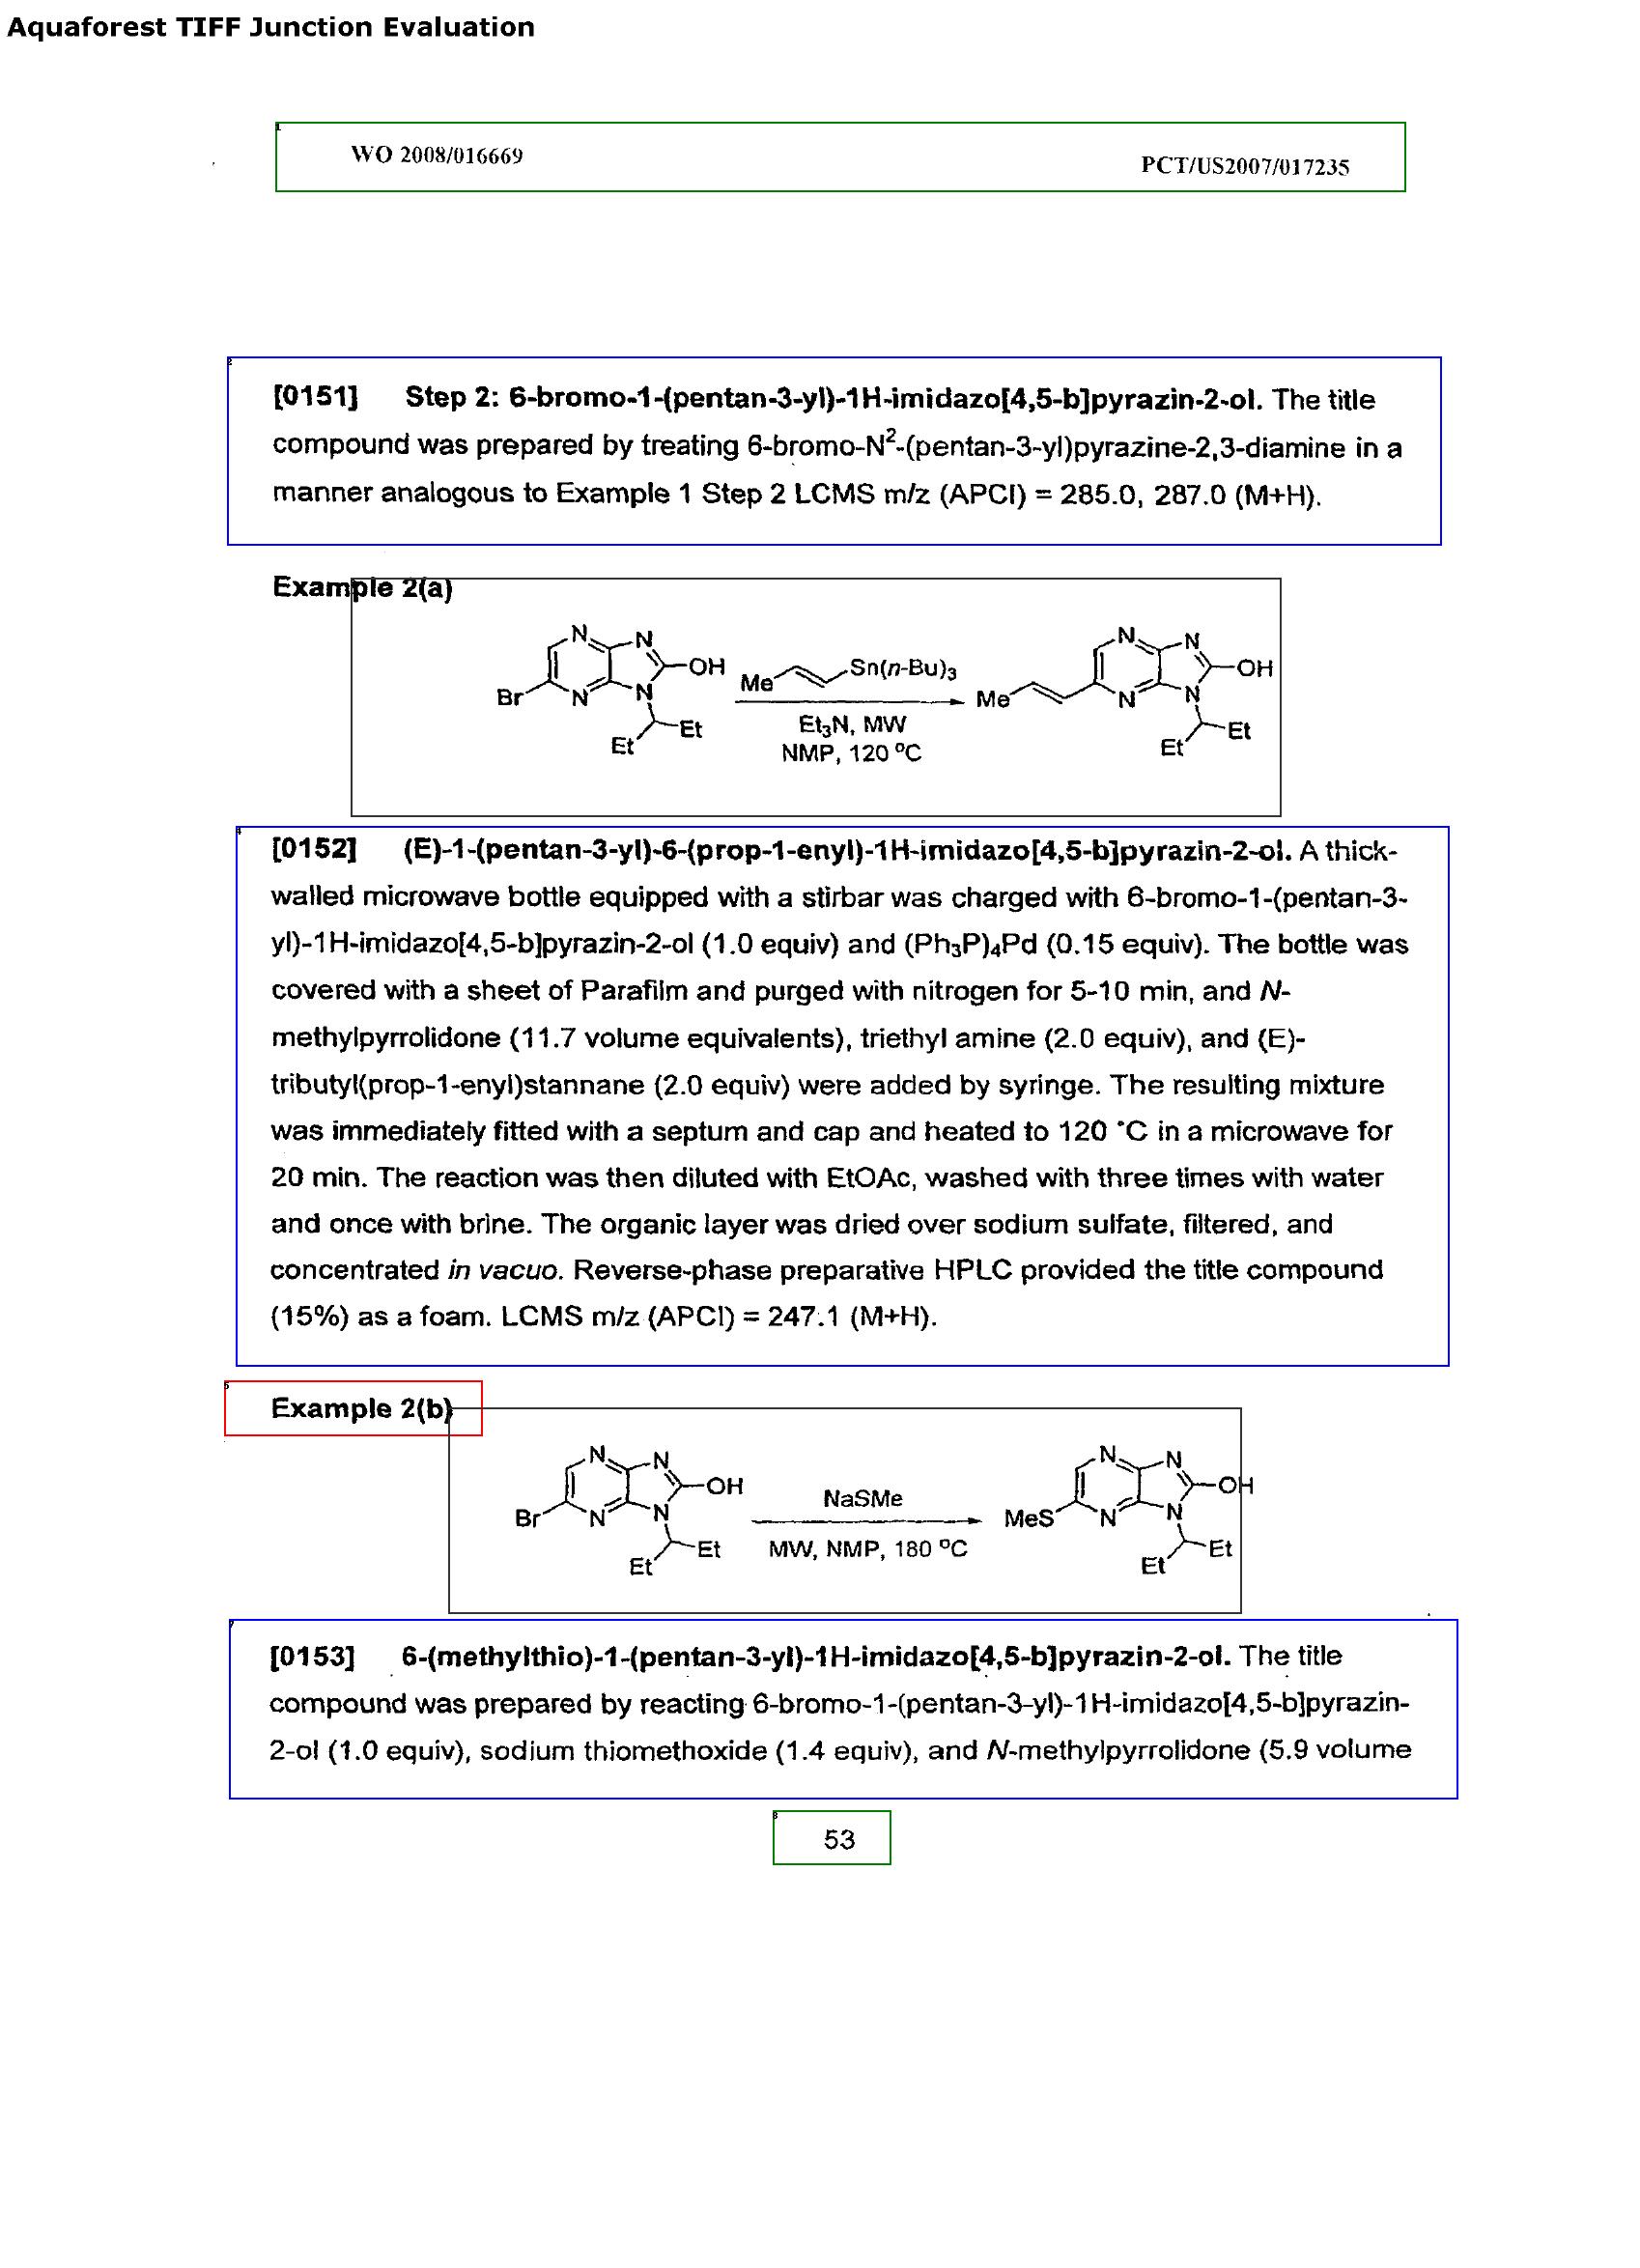 Aquaforest TIFF Junction Evaluation
WO 2008/016669
PCT/US2007/017235
[0151] Step 2: 6-bromo-1-(pentan-3-yl)-1H-imidazo[4,5-b]pyrazin-2-ol. The title
compound was prepared by treating 6-bromo-N²-(pentan-3-yl)pyrazine-2,3-diamine in a
manner analogous to Example 1 Step 2 LCMS m/z (APCI) = 285.0, 287.0 (M+H).
Example 2(a)
N N OH Br N N Et Et
Me Sn(n-Bu)₃
Et₃N, MW
NMP, 120 °C
N N OH Me N N Et Et
[0152] (E)-1-(pentan-3-yl)-6-(prop-1-enyl)-1H-imidazo[4,5-b]pyrazin-2-ol. A thick-
walled microwave bottle equipped with a stirbar was charged with 6-bromo-1-(pentan-3-
yl)-1H-imidazo[4,5-b]pyrazin-2-ol (1.0 equiv) and (Ph₃P)₄Pd (0.15 equiv). The bottle was
covered with a sheet of Parafilm and purged with nitrogen for 5-10 min, and N-
methylpyrrolidone (11.7 volume equivalents), triethyl amine (2.0 equiv), and (E)-
tributyl(prop-1-enyl)stannane (2.0 equiv) were added by syringe. The resulting mixture
was immediately fitted with a septum and cap and heated to 120 °C in a microwave for
20 min. The reaction was then diluted with EtOAc, washed with three times with water
and once with brine. The organic layer was dried over sodium sulfate, filtered, and
concentrated in vacuo. Reverse-phase preparative HPLC provided the title compound
(15%) as a foam. LCMS m/z (APCI) = 247.1 (M+H).
Example 2(b)
N N OH Br N N Et Et
NaSMe
MW, NMP, 180 °C
N N OH MeS N N Et Et
[0153] 6-(methylthio)-1-(pentan-3-yl)-1H-imidazo[4,5-b]pyrazin-2-ol. The title
compound was prepared by reacting 6-bromo-1-(pentan-3-yl)-1H-imidazo[4,5-b]pyrazin-
2-ol (1.0 equiv), sodium thiomethoxide (1.4 equiv), and N-methylpyrrolidone (5.9 volume
53